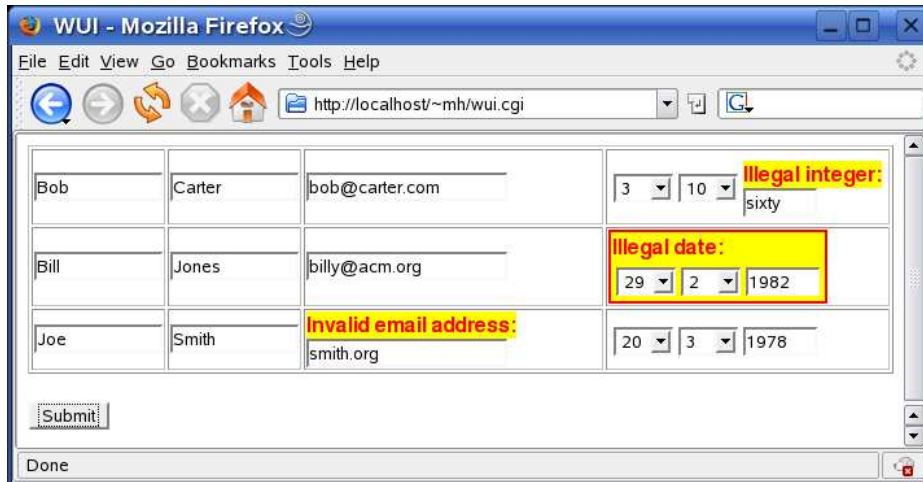 WUI - Mozilla Firefox
File Edit View Go Bookmarks Tools Help
http://localhost/~mh/wui.cgi G
Bob Carter bob@carter.com 3 10 Illegal integer:
sixty
Illegal date:
Bill Jones billy@acm.org 29 2 1982
Joe Smith Invalid email address:
smith.org 20 3 1978
Submit
Done